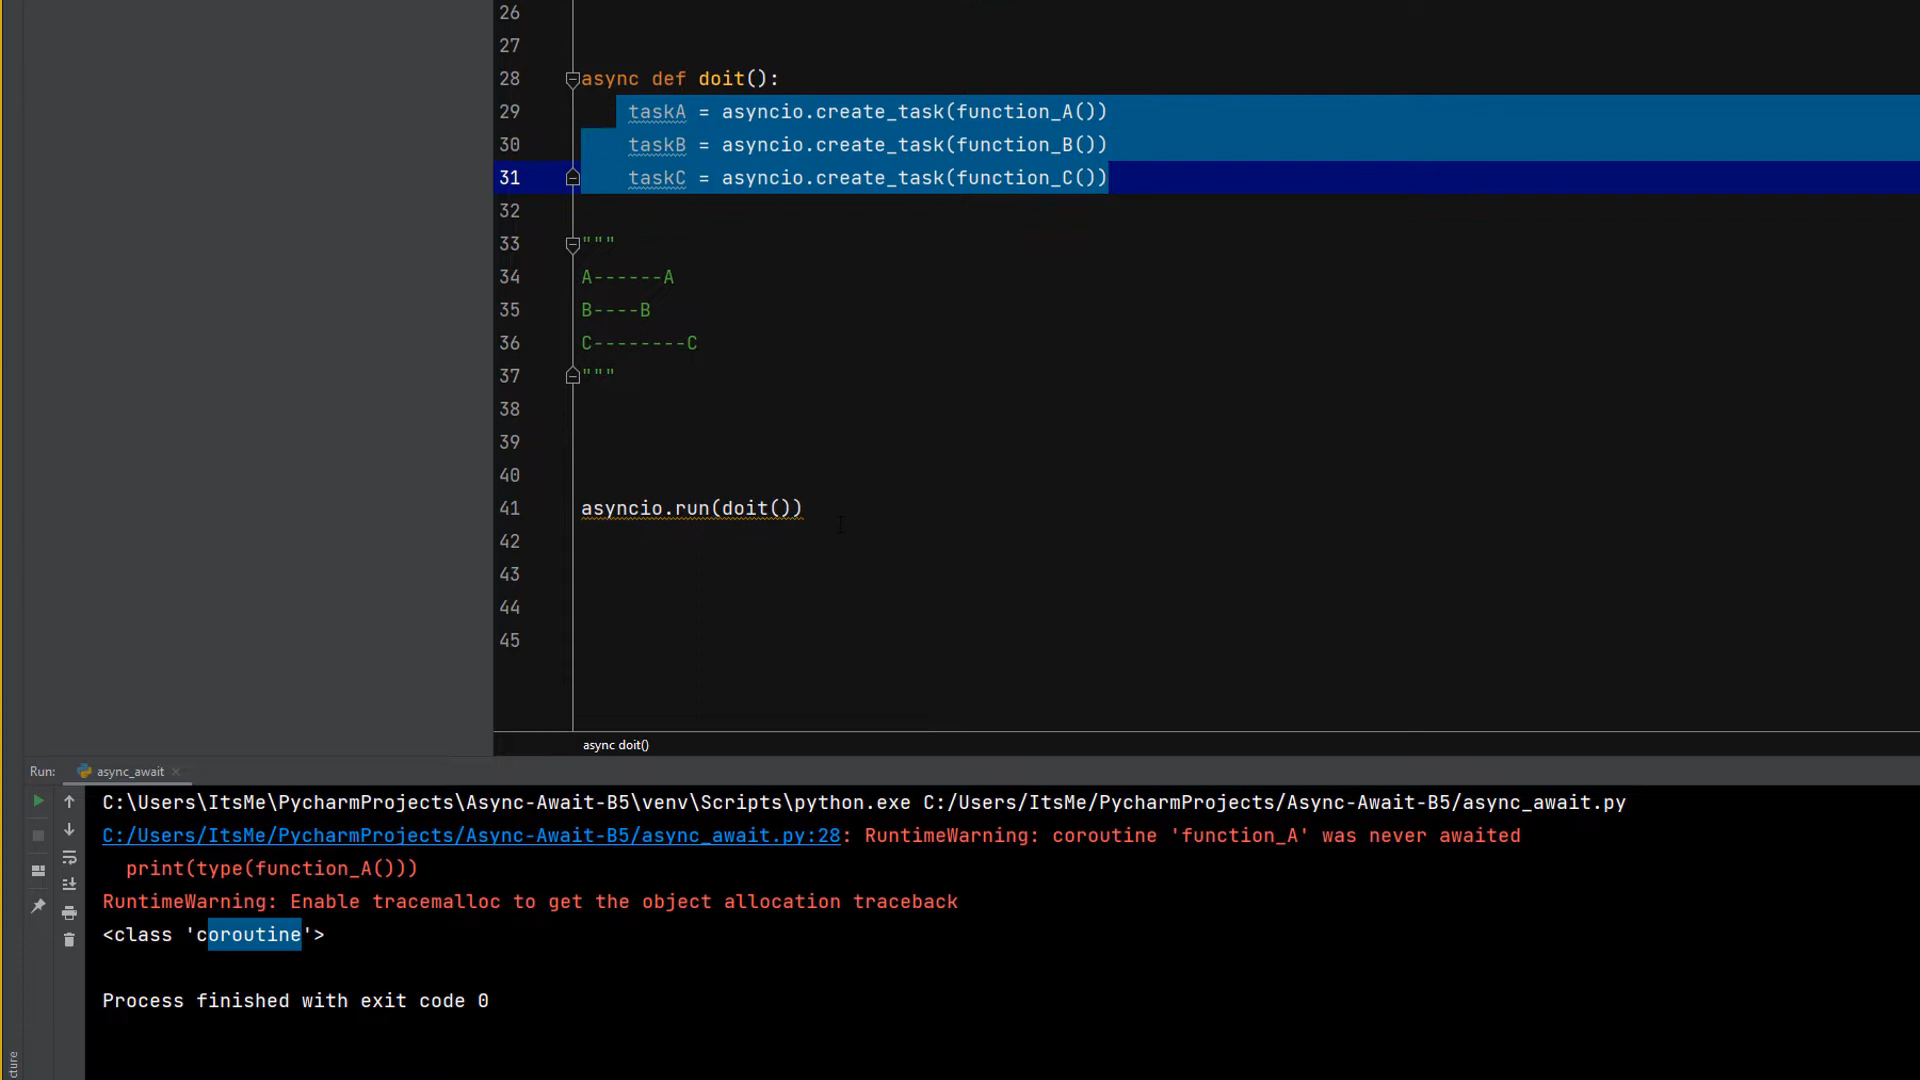 26
27
28 async def doit():
29 taskA = asyncio.create_task(function_A())
30 taskB = asyncio.create_task(function_B())
31 taskC = asyncio.create_task(function_C())
32
33 """
34 A------A
35 B----B
36 C--------C
37 """
38
39
40
41 asyncio.run(doit())
42
43
44
45
async doit()
Run: async_await
C:\Users\ItsMe\PycharmProjects\Async-Await-B5\venv\Scripts\python.exe C:/Users/ItsMe/PycharmProjects/Async-Await-B5/async_await.py
C:/Users/ItsMe/PycharmProjects/Async-Await-B5/async_await.py:28: RuntimeWarning: coroutine 'function_A' was never awaited
print(type(function_A()))
RuntimeWarning: Enable tracemalloc to get the object allocation traceback
<class 'coroutine'>
Process finished with exit code 0
cture